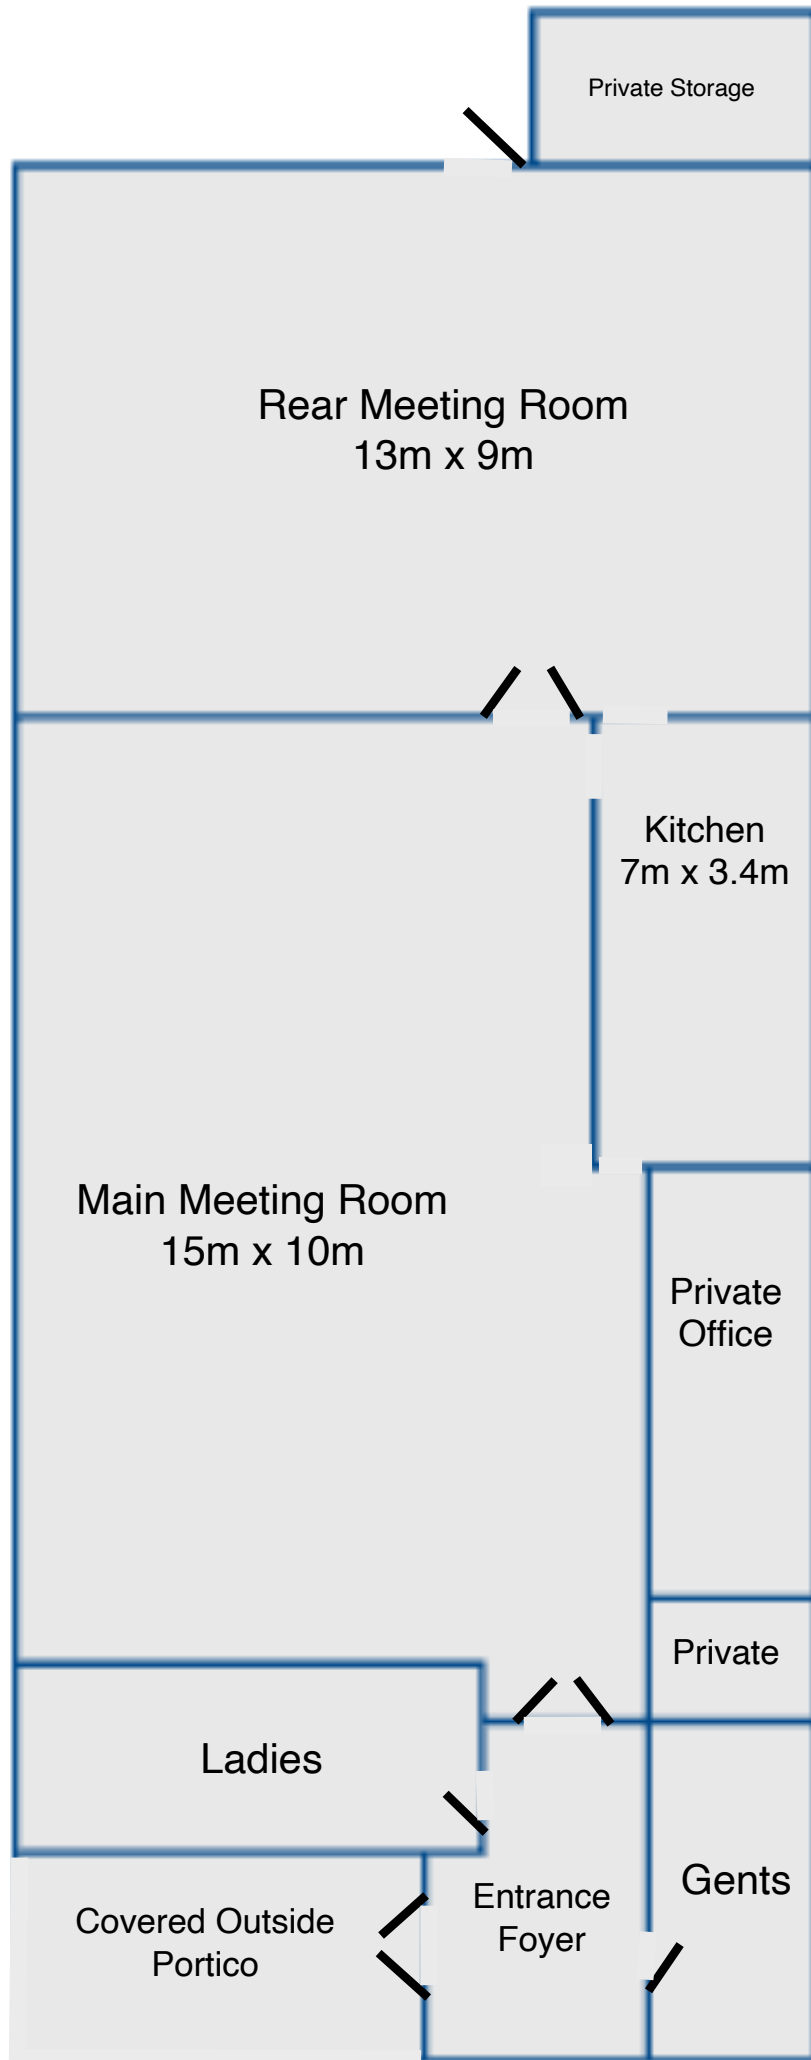 Private Storage
Rear Meeting Room
13m x 9m
Kitchen
7m x 3.4m
Main Meeting Room
15m x 10m
Private
Office
Private
Ladies
Gents
Entrance
Foyer
Covered Outside
Portico